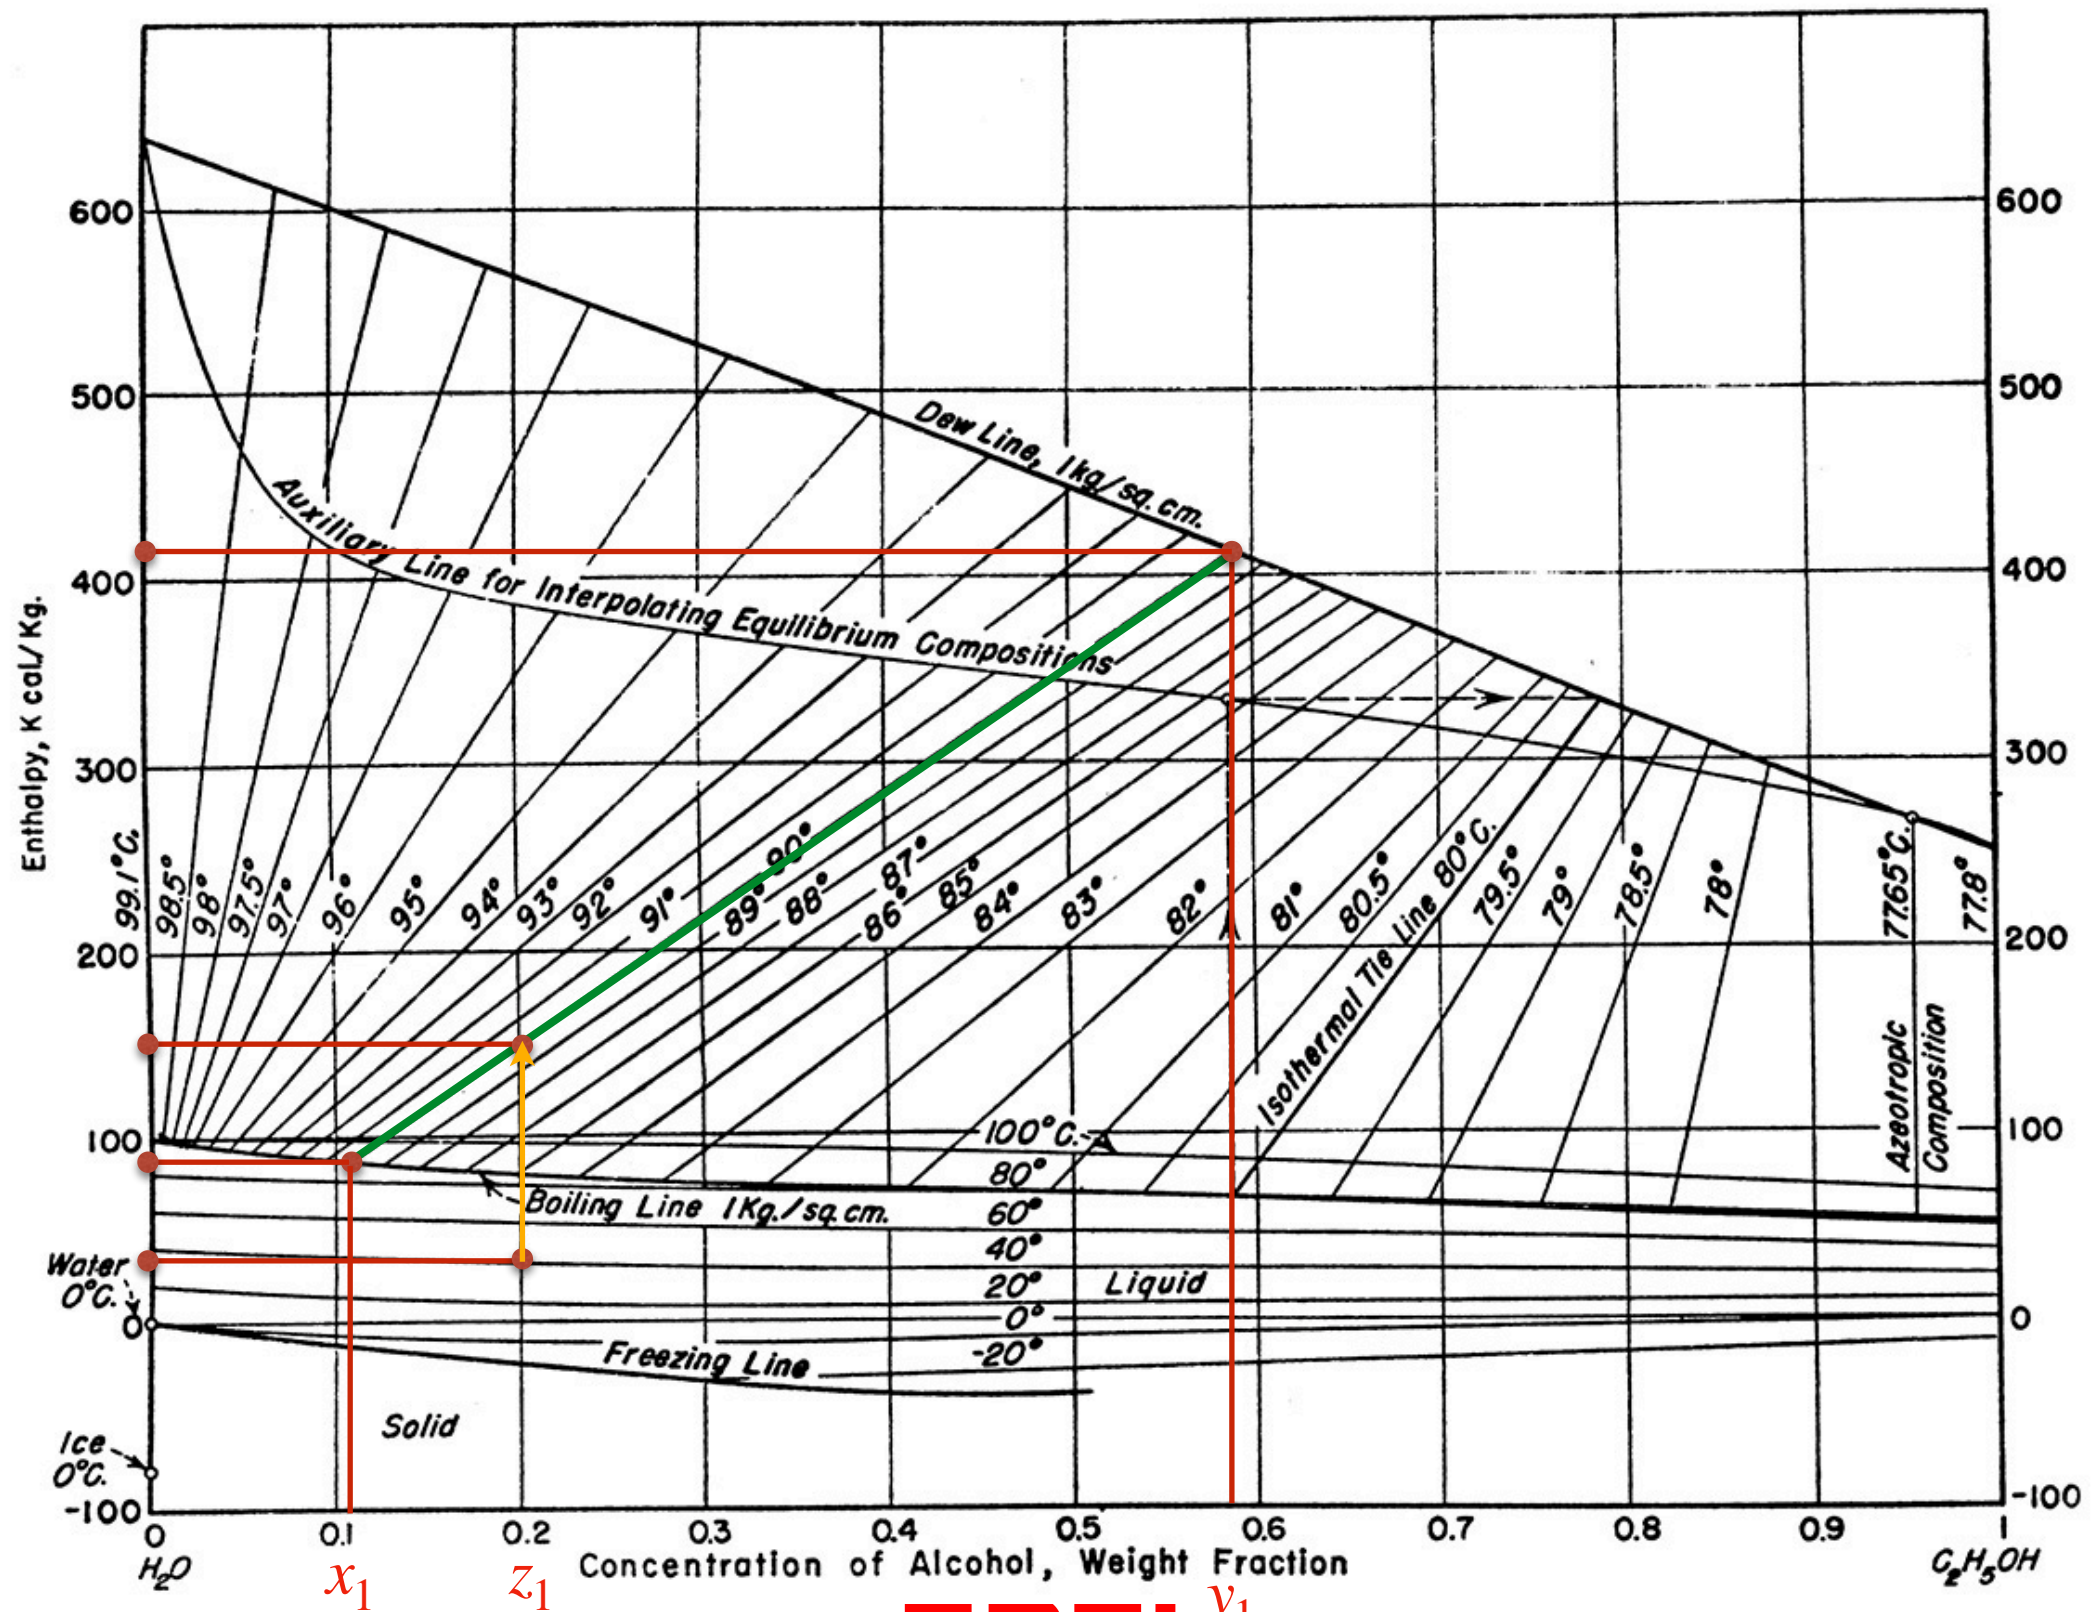 600
600
500
500
Dew Line, 1kg/sq. cm.
Auxiliary Line for Interpolating Equilibrium Compositions
400
400
Enthalpy, K cal./Kg.
300
300
99.1°C.
98.5°
98°
97.5°
97°
96°
95°
94°
93°
92°
91°
90°
89°
88°
87°
86°
85°
84°
83°
82°
81°
80.5°
Isothermal Tie Line 80°C.
79.5°
79°
78.5°
78°
77.65°C.
77.8°
200
200
Azeotropic
Composition
100
100°C.
100
80°
Boiling Line 1Kg./sq.cm.
60°
40°
Water
0°C.
20°
Liquid
0
0°
0
Freezing Line
-20°
Solid
Ice
0°C.
-100
-100
0
0.1
0.2
0.3
0.4
0.5
0.6
0.7
0.8
0.9
1
H₂O
Concentration of Alcohol, Weight Fraction
C₂H₅OH
x₁
z₁
y₁